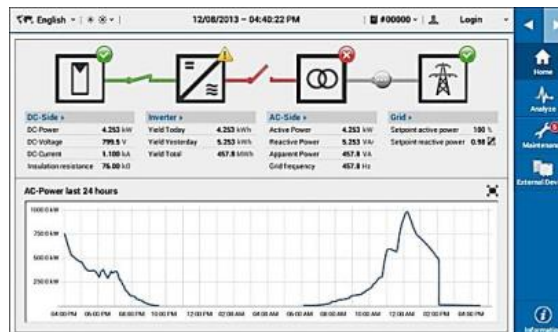 English
12/08/2013 – 04:40:22 PM
#00000
Login
Home
Analyze
Maintenance
External Dev
Informat
DC-Side
DC-Power 4.253 kW
DC-Voltage 799.5 V
DC-Current 1.100 kA
Insulation resistance 76.00 kΩ
Inverter
Yield Today 4.253 kWh
Yield Yesterday 5.253 kWh
Yield Total 457.8 MWh
AC-Side
Active Power 4.253 kW
Reactive Power 5.253 VAr
Apparent Power 457.8 VA
Grid frequency 457.8 Hz
Grid
Setpoint active power 100 %
Setpoint reactive power 0.98
AC-Power last 24 hours
1000.0 kW
750.0 kW
500.0 kW
250.0 kW
04:00 PM 06:00 PM 08:00 PM 10:00 PM 12:00 PM 02:00 AM 04:00 AM 06:00 AM 08:00 AM 10:00 AM 12:00 AM 02:00 PM 04:00 PM